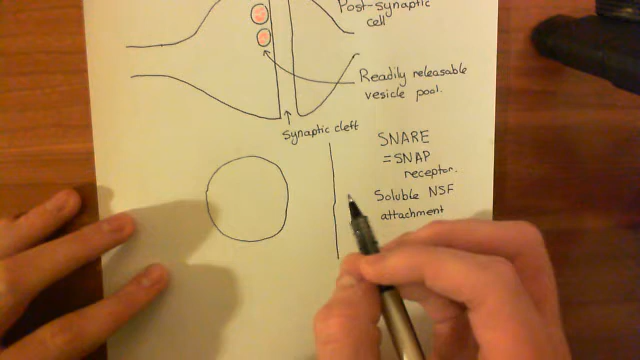 Post-synaptic
cell
Readily releasable
vesicle pool.
Synaptic cleft
SNARE
= SNAP
receptor.
Soluble NSF
attachment